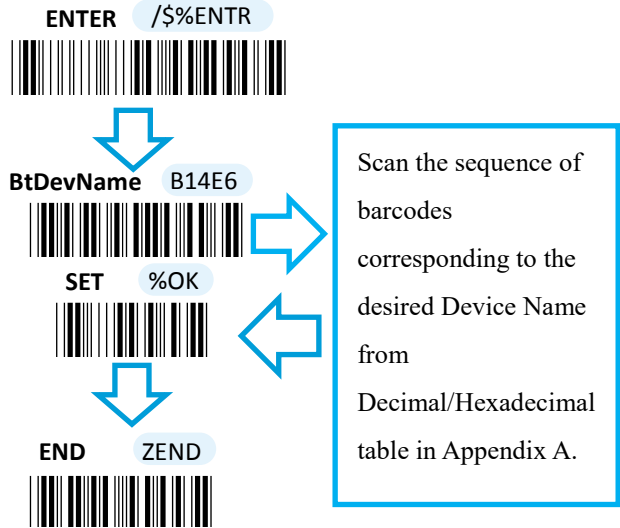 ENTER /$%ENTR
BtDevName B14E6
Scan the sequence of
barcodes
corresponding to the
desired Device Name
from
Decimal/Hexadecimal
table in Appendix A.
SET %OK
END ZEND